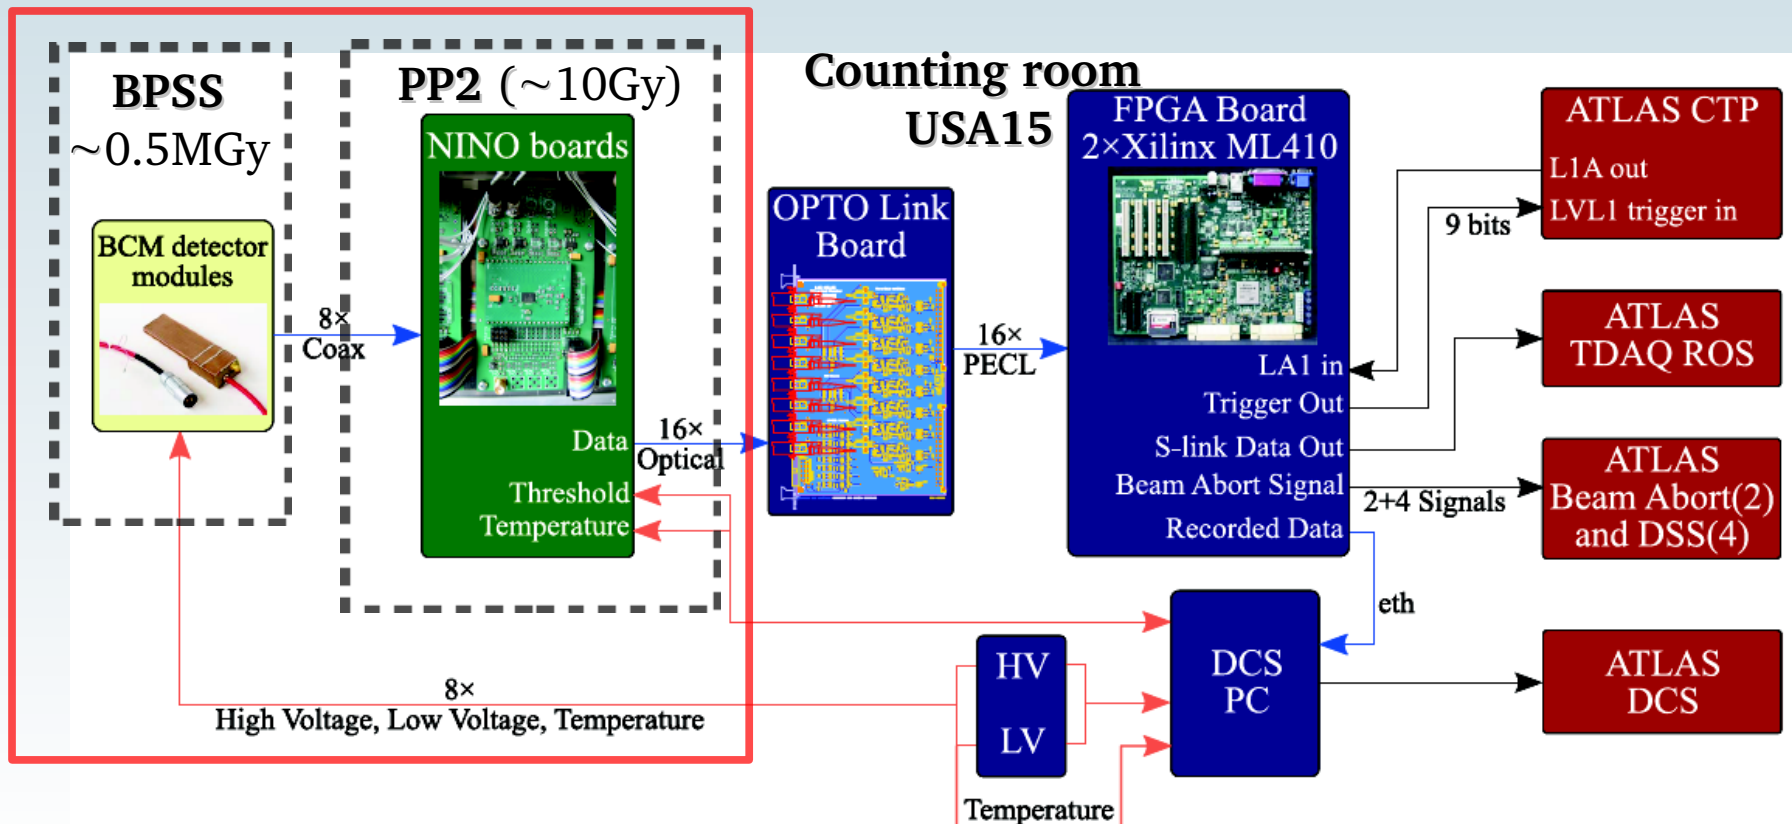 BPSS
~0.5MGy
BCM detector
modules
8×
Coax
PP2 (~10Gy)
NINO boards
Data
Threshold
Temperature
16×
Optical
8×
High Voltage, Low Voltage, Temperature
Counting room
USA15
OPTO Link
Board
16×
PECL
FPGA Board
2×Xilinx ML410
LA1 in
Trigger Out
S-link Data Out
Beam Abort Signal
Recorded Data
9 bits
2+4 Signals
eth
HV
LV
Temperature
DCS
PC
ATLAS CTP
L1A out
LVL1 trigger in
ATLAS
TDAQ ROS
ATLAS
Beam Abort(2)
and DSS(4)
ATLAS
DCS